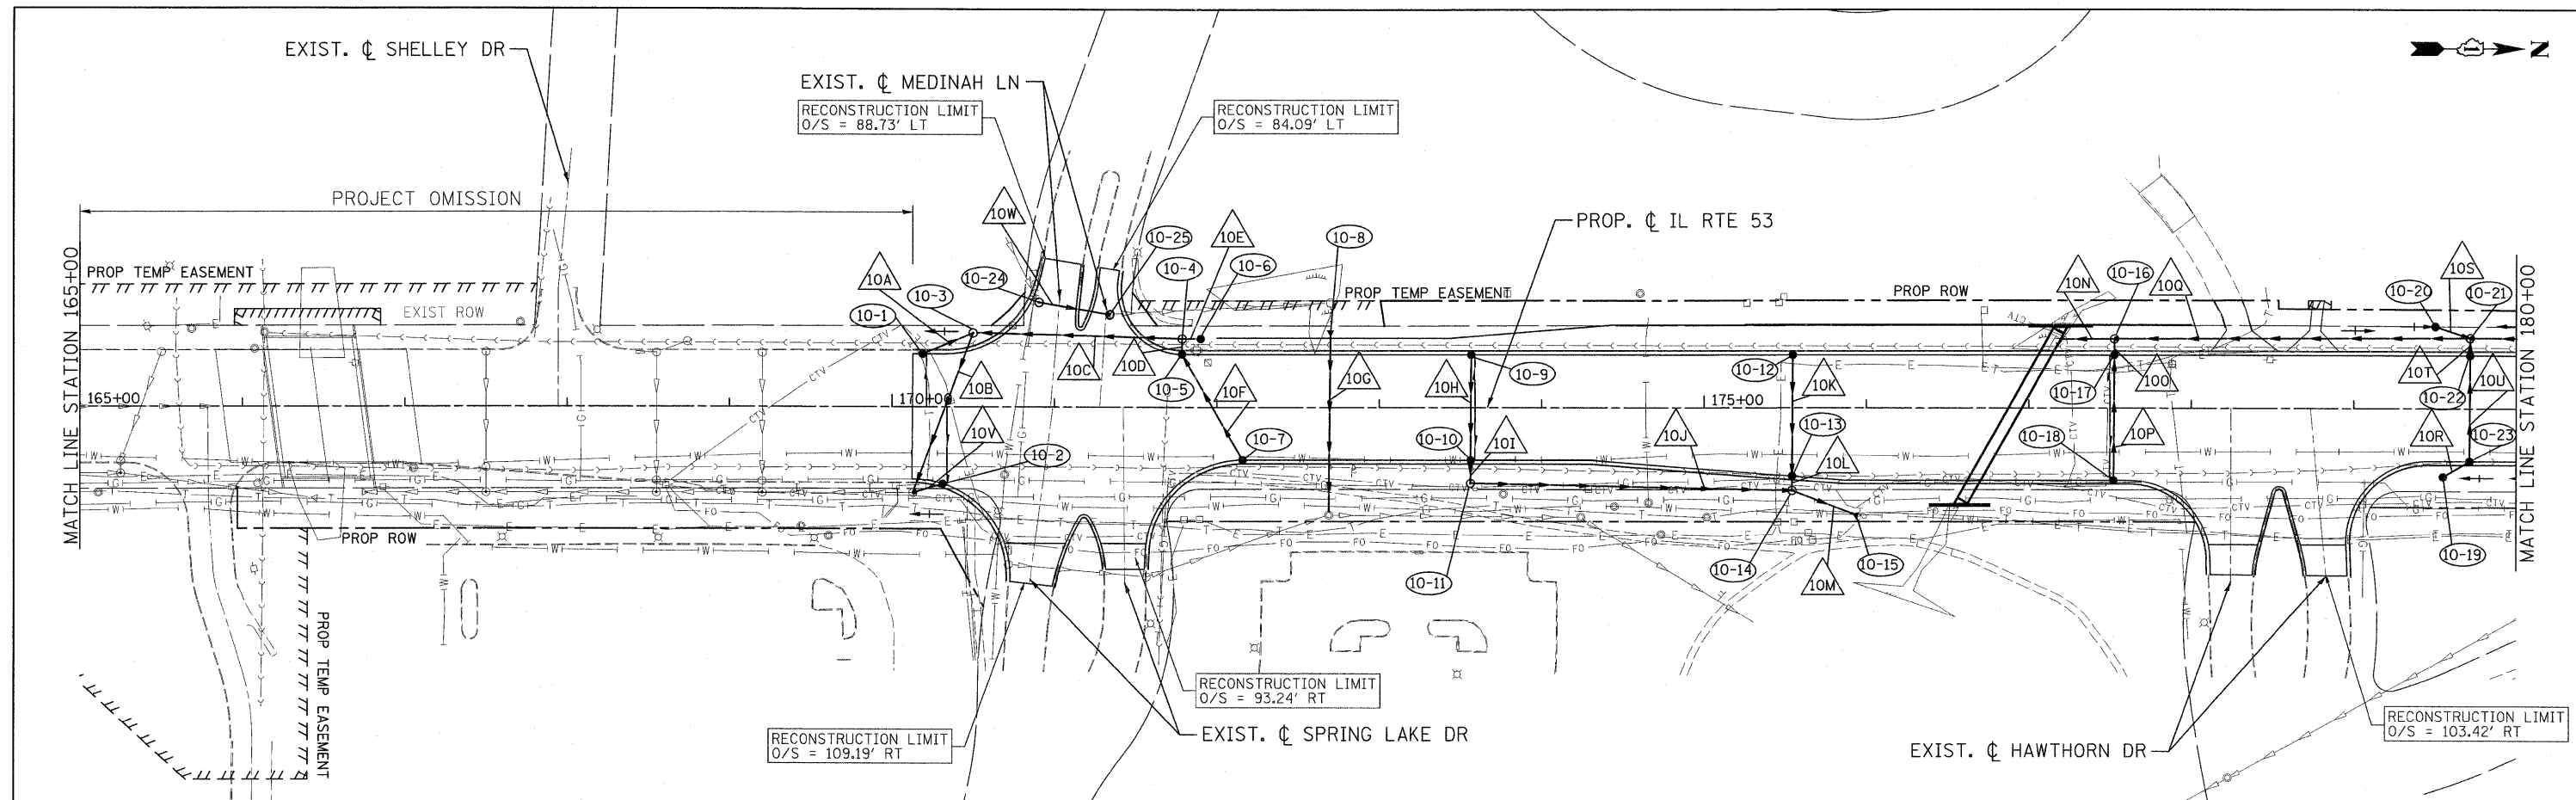 EXIST. ℄ SHELLEY DR
EXIST. ℄ MEDINAH LN
RECONSTRUCTION LIMIT
O/S = 88.73' LT
RECONSTRUCTION LIMIT
O/S = 84.09' LT
N
PROJECT OMISSION
PROP. ℄ IL RTE 53
MATCH LINE STATION 165+00
MATCH LINE STATION 180+00
PROP TEMP EASEMENT
EXIST ROW
PROP TEMP EASEMENT
PROP ROW
10W
10-25
10E
10-8
10-24
10-4
10-6
10A
10-3
10-1
10N
10-16
10Q
10S
10-20
10-21
10B
10C
10D
10-5
10F
10G
10H
10-9
10-12
10K
10-17
10O
10T
10U
10-22
165+00
170+00
175+00
10V
10-2
10-7
10-10
10I
10J
10-13
10L
10-18
10P
10R
10-23
PROP ROW
10-11
10-14
10M
10-15
10-19
PROP TEMP EASEMENT
RECONSTRUCTION LIMIT
O/S = 93.24' RT
EXIST. ℄ SPRING LAKE DR
RECONSTRUCTION LIMIT
O/S = 109.19' RT
EXIST. ℄ HAWTHORN DR
RECONSTRUCTION LIMIT
O/S = 103.42' RT